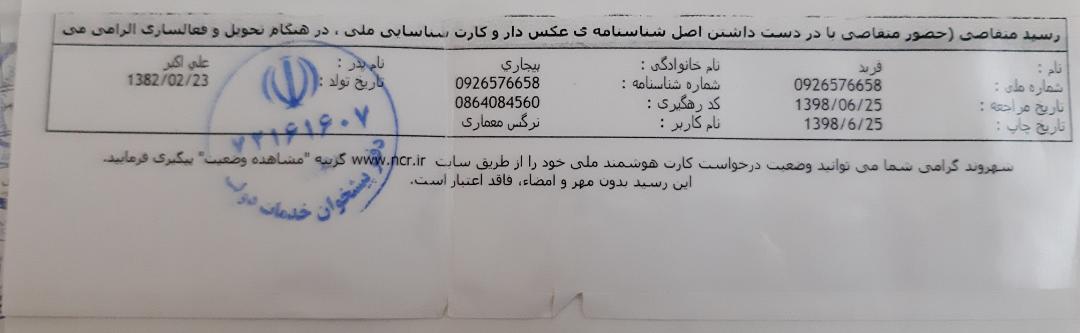 رسید متقاضی (حضور متقاضی با در دست داشتن اصل شناسنامه ی عکس دار و کارت شناسایی ملی ، در هنگام تحویل و فعالسازی الزامی می
نام : فرید نام خانوادگی : بیجاری نام پدر : علی اکبر
شماره ملی : 0926576658 شماره شناسنامه : 0926576658 تاریخ تولد : 1382/02/23
تاریخ مراجعه : 1398/06/25 کد رهگیری : 0864084560
تاریخ چاپ : 1398/6/25 نام کاربر : نرگس معماری
شهروند گرامی شما می توانید وضعیت درخواست کارت هوشمند ملی خود را از طریق سایت www.ncr.ir گزینه "مشاهده وضعیت" پیگیری فرمایید.
این رسید بدون مهر و امضاء، فاقد اعتبار است.
۷۲۱۶۱۶۰۷
دفتر پیشخوان خدمات دولت